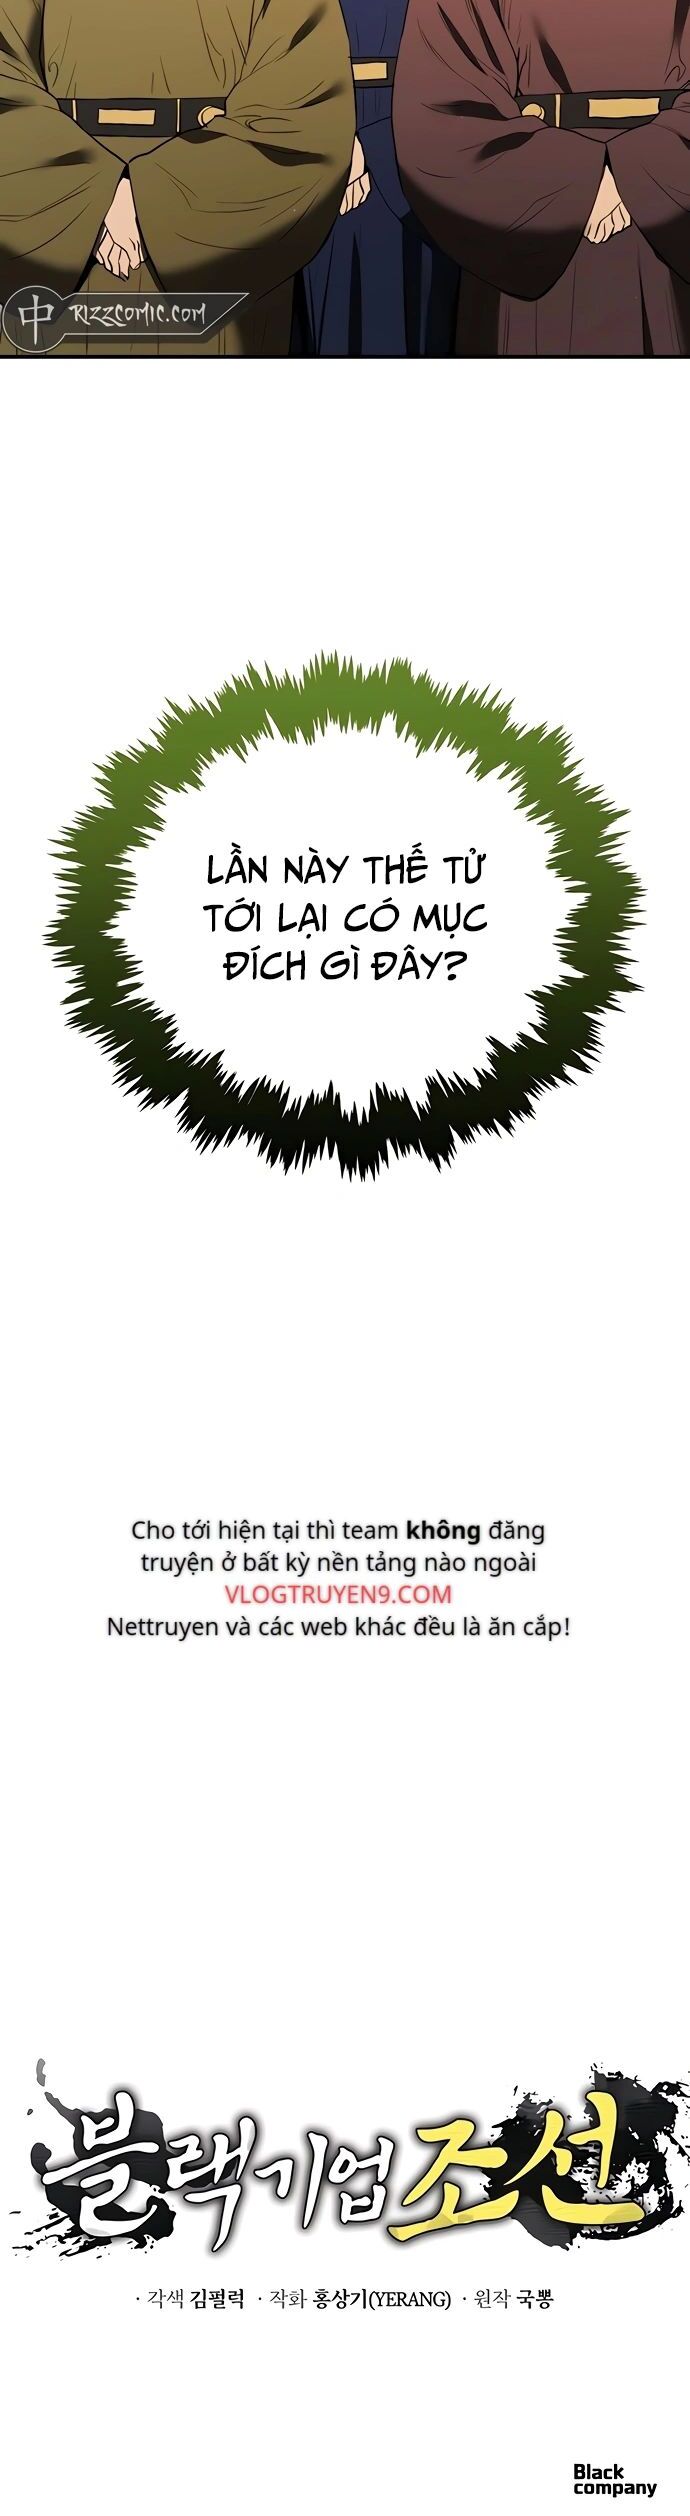 中 RIZZCOMIC.COM
LẦN NÀY THẾ TỬ
TỚI LẠI CÓ MỤC
ĐÍCH GÌ ĐÂY?
Cho tới hiện tại thì team không đăng
truyện ở bất kỳ nền tảng nào ngoài
VLOGTRUYEN9.COM
Nettruyen và các web khác đều là ăn cắp!
블랙기업조선
· 각색 김펄럭 · 작화 홍상기(YERANG) · 원작 국뽕
Black
company